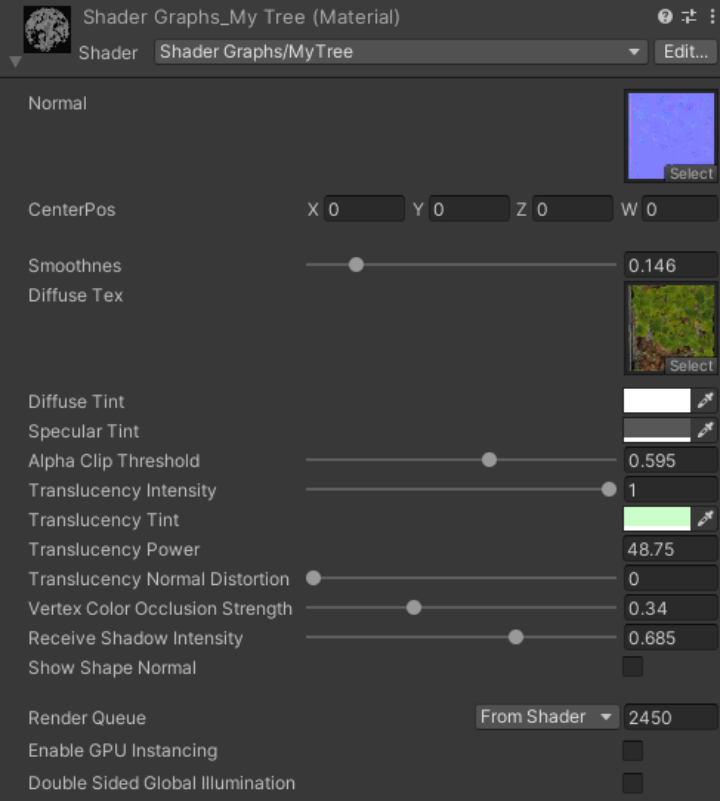 Shader Graphs_My Tree (Material)
Shader Shader Graphs/MyTree Edit...
Normal
Select
CenterPos X 0 Y 0 Z 0 W 0
Smoothnes 0.146
Diffuse Tex
Select
Diffuse Tint
Specular Tint
Alpha Clip Threshold 0.595
Translucency Intensity 1
Translucency Tint
Translucency Power 48.75
Translucency Normal Distortion 0
Vertex Color Occlusion Strength 0.34
Receive Shadow Intensity 0.685
Show Shape Normal
Render Queue From Shader 2450
Enable GPU Instancing
Double Sided Global Illumination